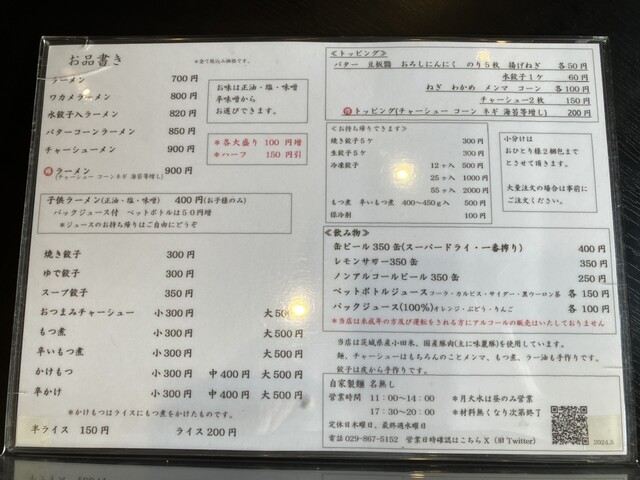 お品書き
＊全て税込み価格です。
ラーメン 700円
ワカメラーメン 800円
水餃子入ラーメン 820円
バターコーンラーメン 850円
チャーシューメン 900円
特ラーメン 900円
(チャーシュー コーン ネギ 海苔等増し)
お味は正油・塩・味噌
辛味噌から
お選びできます。
＊各大盛り 100円増
＊ハーフ 150円引
子供ラーメン(正油・塩・味噌) 400円(お子様のみ)
パックジュース付 ペットボトルは50円増
＊ジュースのお持ち帰りはご自由にどうぞ
焼き餃子 300円
ゆで餃子 300円
スープ餃子 350円
おつまみチャーシュー 小300円 大500円
もつ煮 小300円 大500円
辛いもつ煮 小300円 大500円
かけもつ 小300円 中400円 大500円
辛かけ 小300円 中400円 大500円
＊かけもつはライスにもつ煮をかけたものです。
半ライス 150円 ライス200円
≪トッピング≫
バター 豆板醤 おろしにんにく のり5枚 揚げねぎ 各50円
水餃子1ケ 60円
ねぎ わかめ メンマ コーン 各100円
チャーシュー2枚 150円
特トッピング(チャーシュー コーン ネギ 海苔等増し) 200円
≪お持ち帰りできます≫
焼き餃子5ケ 300円
生餃子5ケ 300円
冷凍餃子 12ヶ入 500円
25ヶ入 1000円
55ヶ入 2000円
もつ煮 辛いもつ煮 400～450g入 500円
保冷剤 100円
小分けは
おひとり様2梱包まで
とさせて頂きます。
大量注文の場合は事前に
ご注文ください。
≪飲み物≫
缶ビール350缶(スーパードライ・一番搾り) 400円
レモンサワー350缶 350円
ノンアルコールビール350缶 250円
ペットボトルジュース コーラ・カルピス・サイダー・黒ウーロン茶 各150円
パックジュース(100%)オレンジ・ぶどう・りんご 各100円
＊当店は未成年の方及び運転をされる方にアルコールの販売はいたしておりません
当店は茨城県産小田米、国産豚肉(主に味麗豚)を使用しています。
麺、チャーシューはもちろんのことメンマ、もつ煮、ラー油も手作りです。
餃子は皮から手作りです。
自家製麺 名無し
営業時間 11：00～14：00 ＊月火味は昼のみ営業
17：30～20：00 ＊材料無くなり次第終了
定休日木曜日。最終週水曜日
電話 029-867-5152 営業日時確認はこちらX（旧Twitter）
2024.5